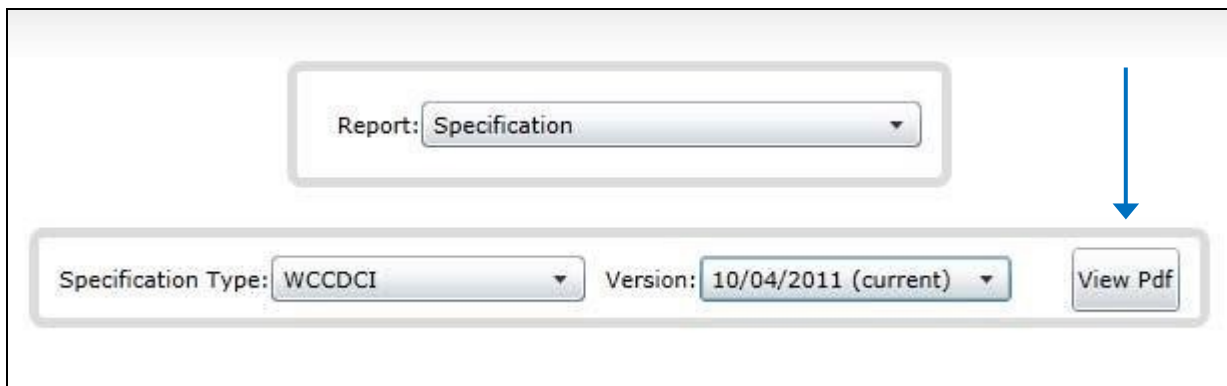 Report: Specification
Specification Type: WCCDCI Version: 10/04/2011 (current) View Pdf